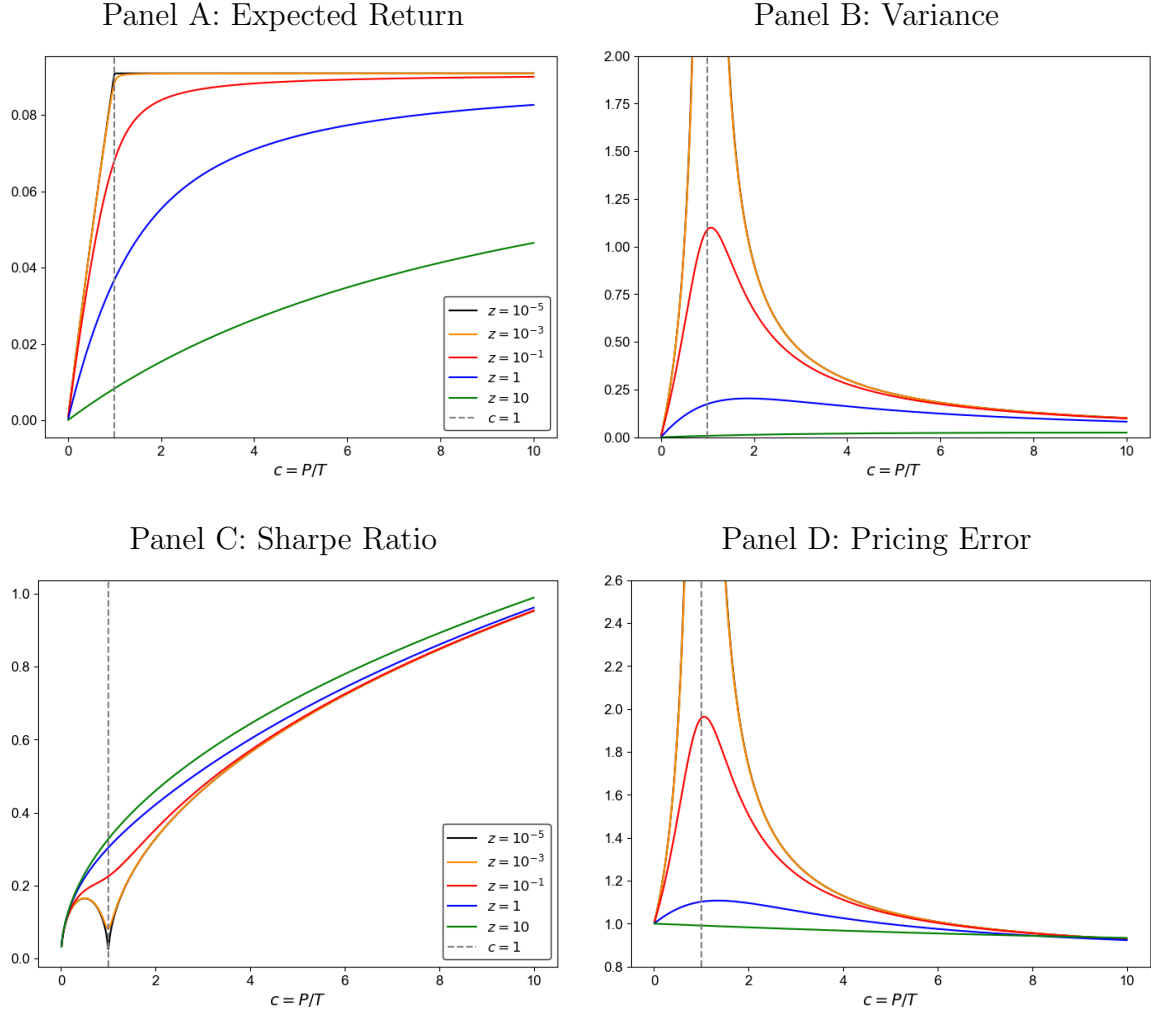 Panel A: Expected Return
0.08
0.06
0.04
0.02
0.00
0 2 4 6 8 10
c = P/T
z = 10⁻⁵
z = 10⁻³
z = 10⁻¹
z = 1
z = 10
c = 1
Panel B: Variance
2.00
1.75
1.50
1.25
1.00
0.75
0.50
0.25
0.00
0 2 4 6 8 10
c = P/T
Panel C: Sharpe Ratio
1.0
0.8
0.6
0.4
0.2
0.0
0 2 4 6 8 10
c = P/T
z = 10⁻⁵
z = 10⁻³
z = 10⁻¹
z = 1
z = 10
c = 1
Panel D: Pricing Error
2.6
2.4
2.2
2.0
1.8
1.6
1.4
1.2
1.0
0.8
0 2 4 6 8 10
c = P/T